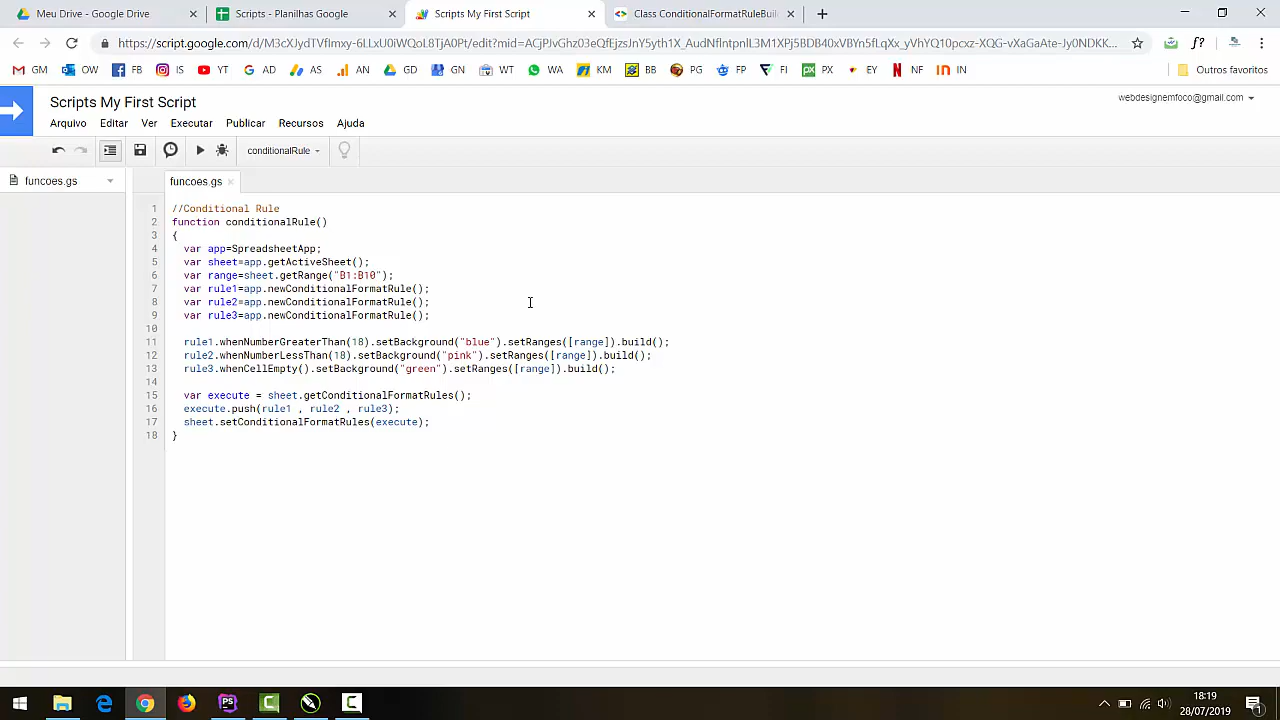 Meu Drive - Google Drive
Scripts - Planilhas Google
Scripts My First Script
Class ConditionalFormatRuleBuil
GM OW FB IS YT AD AS AN GD GN WT WA KM BB PG FP FI PX EY NF IN Outros favoritos
Scripts My First Script
webdesignemfoco@gmail.com
Arquivo Editar Ver Executar Publicar Recursos Ajuda
conditionalRule
funcoes.gs
funcoes.gs
1 //Conditional Rule
2 function conditionalRule()
3 {
4 var app=SpreadsheetApp;
5 var sheet=app.getActiveSheet();
6 var range=sheet.getRange("B1:B10");
7 var rule1=app.newConditionalFormatRule();
8 var rule2=app.newConditionalFormatRule();
9 var rule3=app.newConditionalFormatRule();
10
11 rule1.whenNumberGreaterThan(18).setBackground("blue").setRanges([range]).build();
12 rule2.whenNumberLessThan(18).setBackground("pink").setRanges([range]).build();
13 rule3.whenCellEmpty().setBackground("green").setRanges([range]).build();
14
15 var execute = sheet.getConditionalFormatRules();
16 execute.push(rule1 , rule2 , rule3);
17 sheet.setConditionalFormatRules(execute);
18 }
18:19
28/07/2019